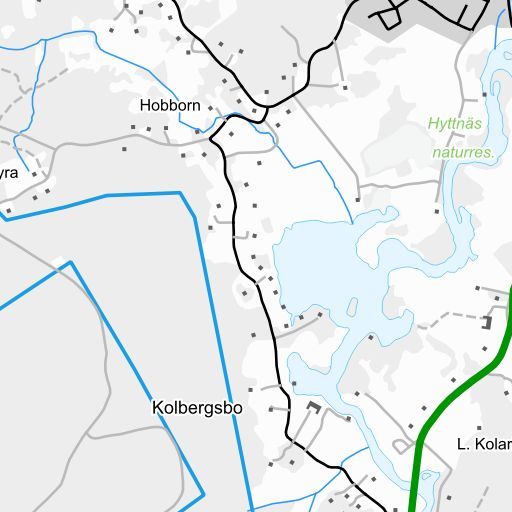 Hobborn
Hyttnäs
naturres.
yra
Kolbergsbo
L. Kolar